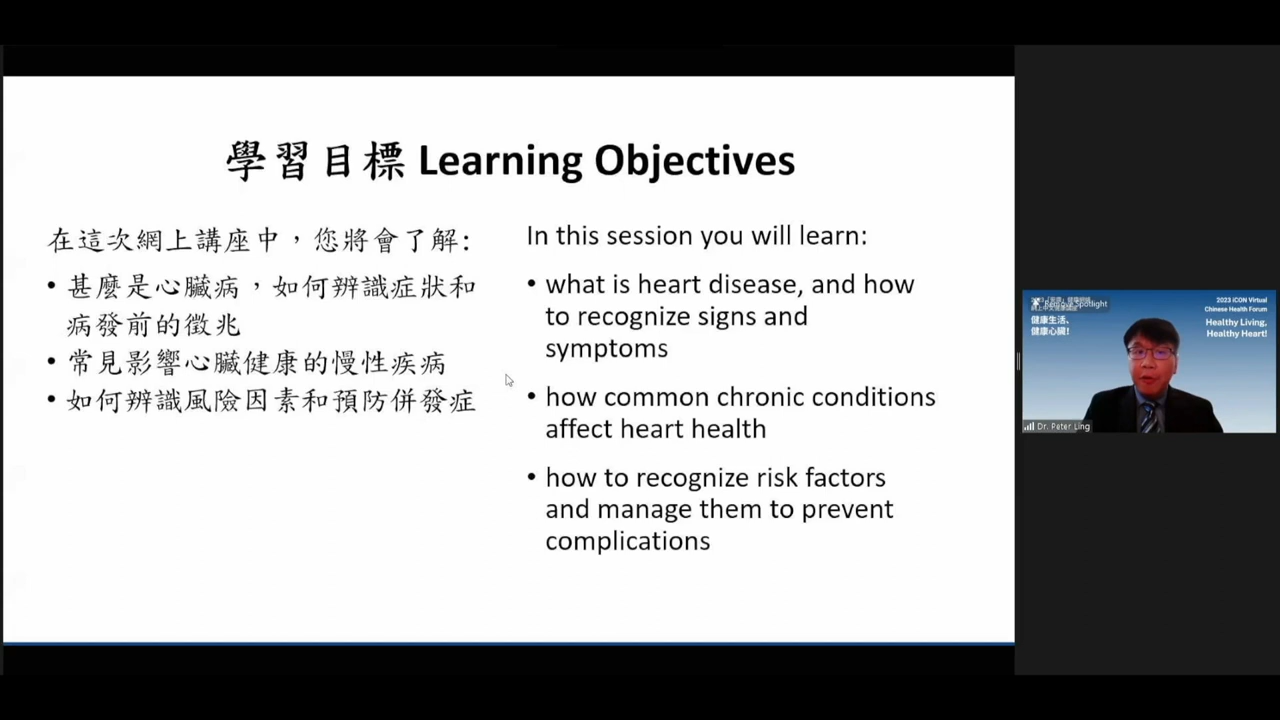 學習目標 Learning Objectives
在這次網上講座中，您將會了解:
• 甚麼是心臟病，如何辨識症狀和
病發前的徵兆
• 常見影響心臟健康的慢性疾病
• 如何辨識風險因素和預防併發症
In this session you will learn:
• what is heart disease, and how
to recognize signs and
symptoms
• how common chronic conditions
affect heart health
• how to recognize risk factors
and manage them to prevent
complications
健康生活、
健康心臟!
2023 iCON Virtual
Chinese Health Forum
Healthy Living,
Healthy Heart!
Dr. Peter Ling